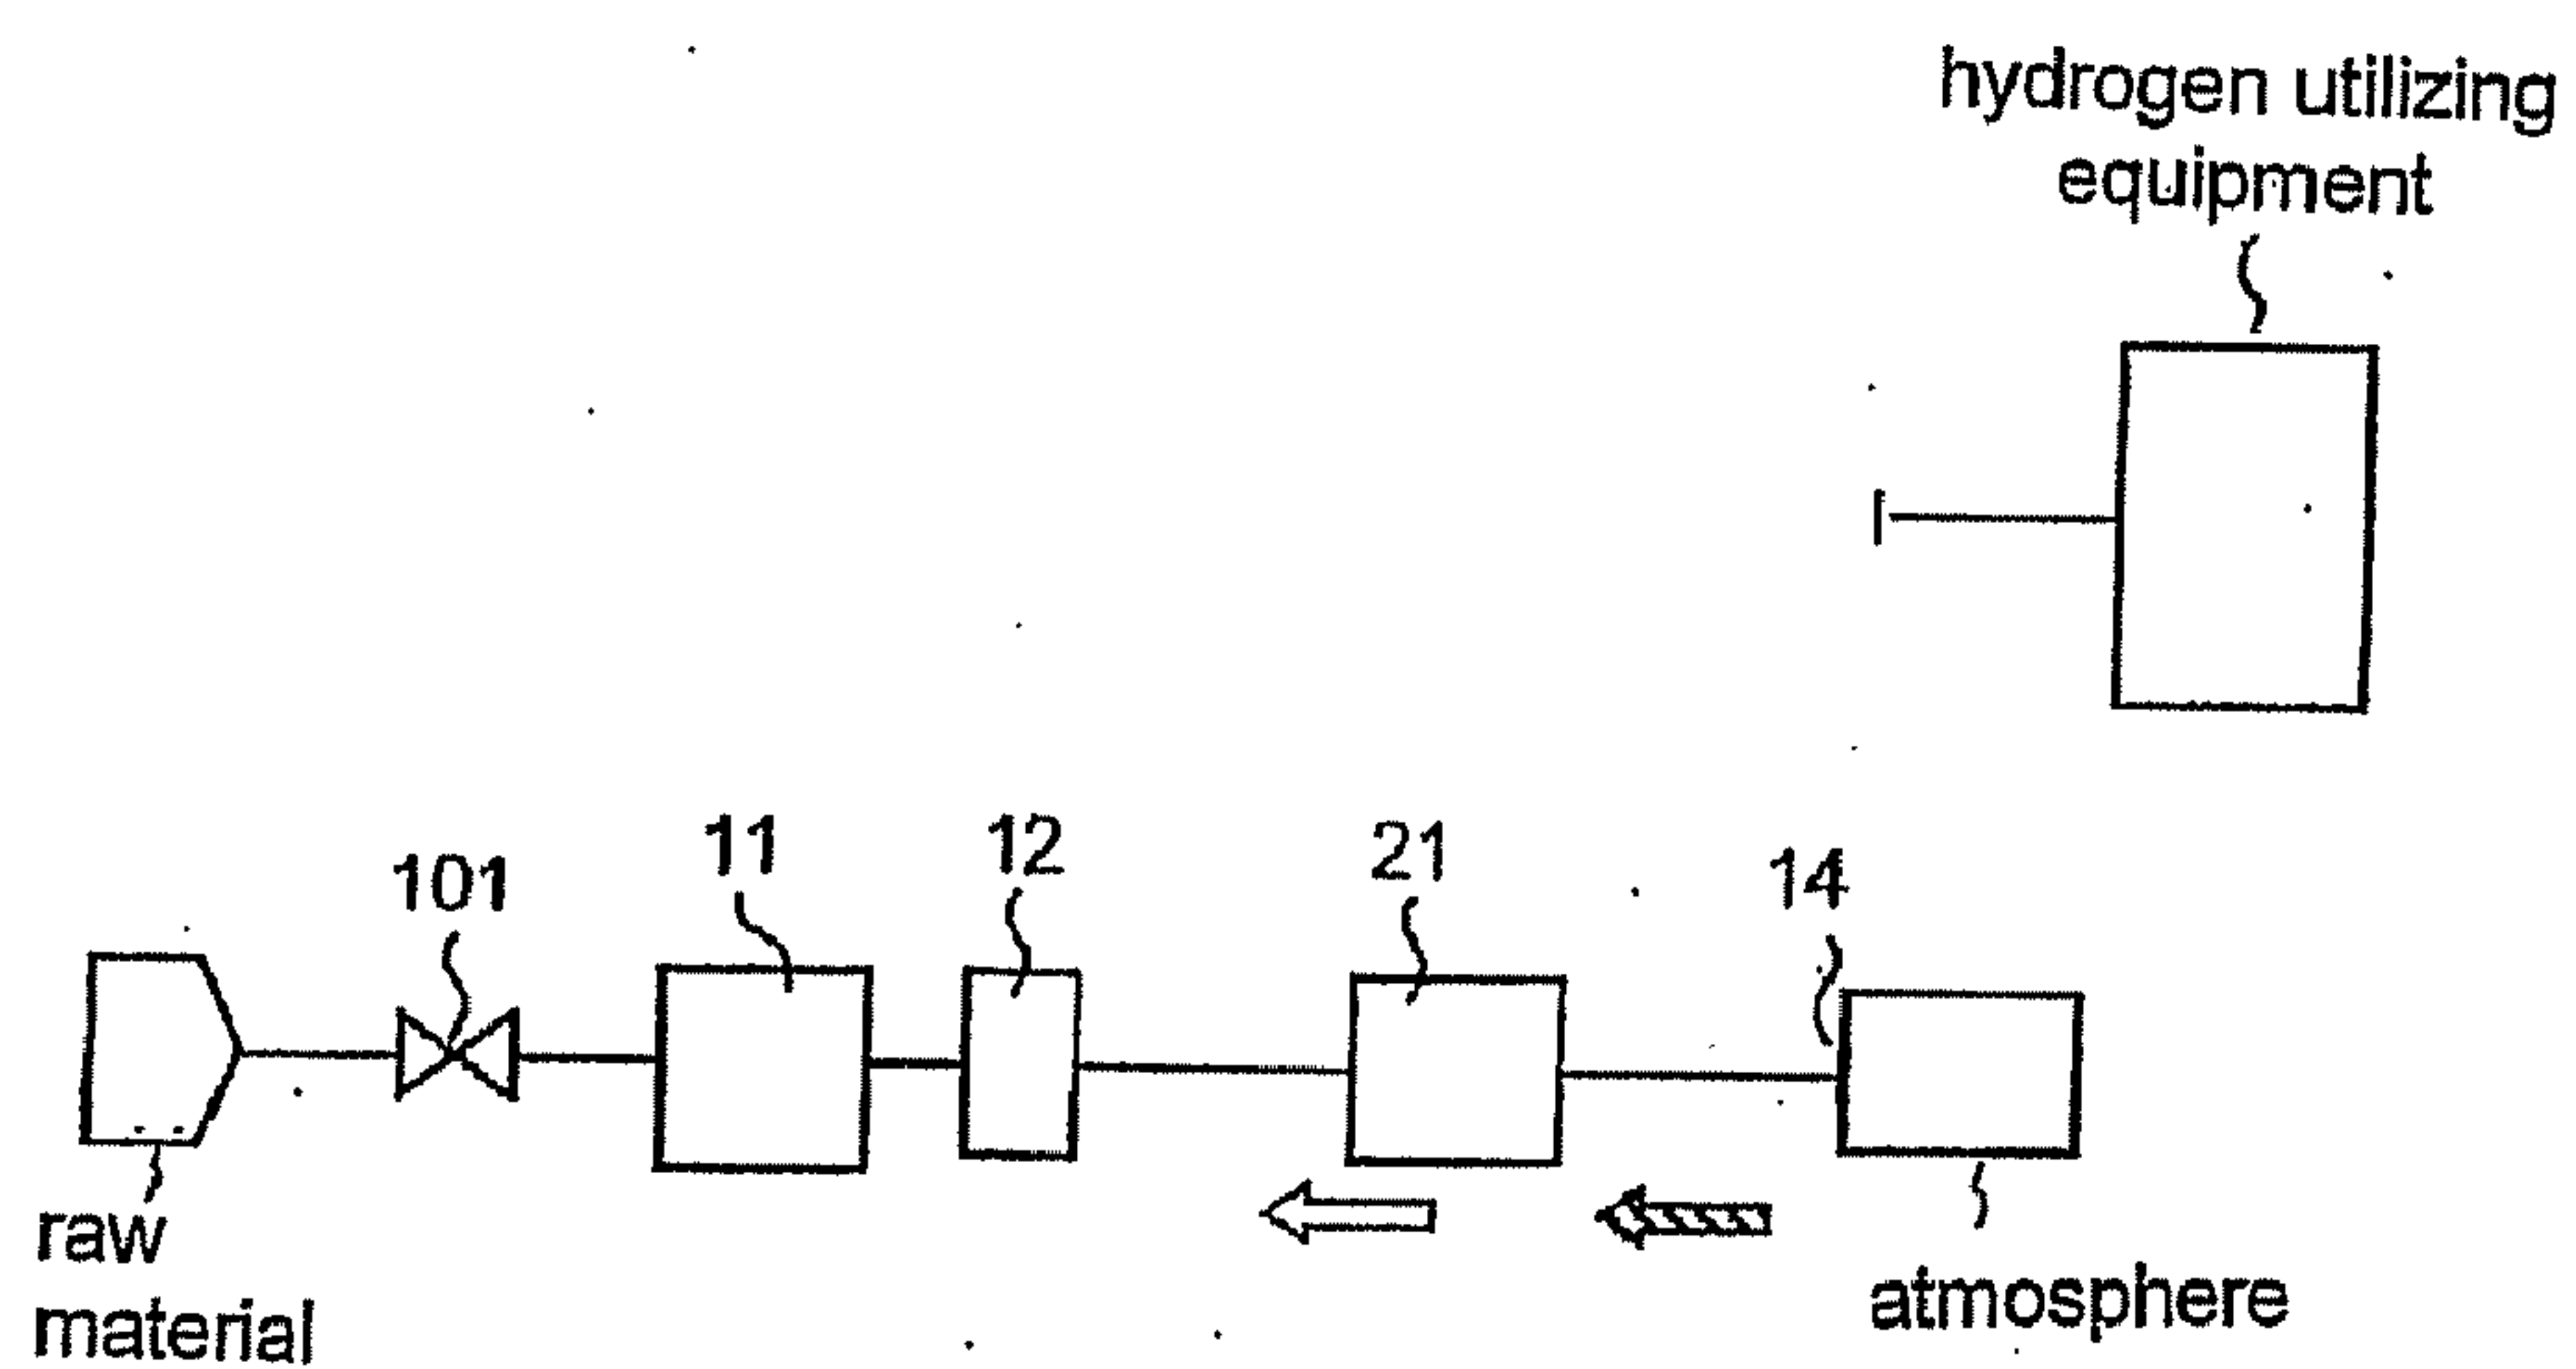 hydrogen utilizing
equipment
101
11
12
21
14
raw
material
atmosphere